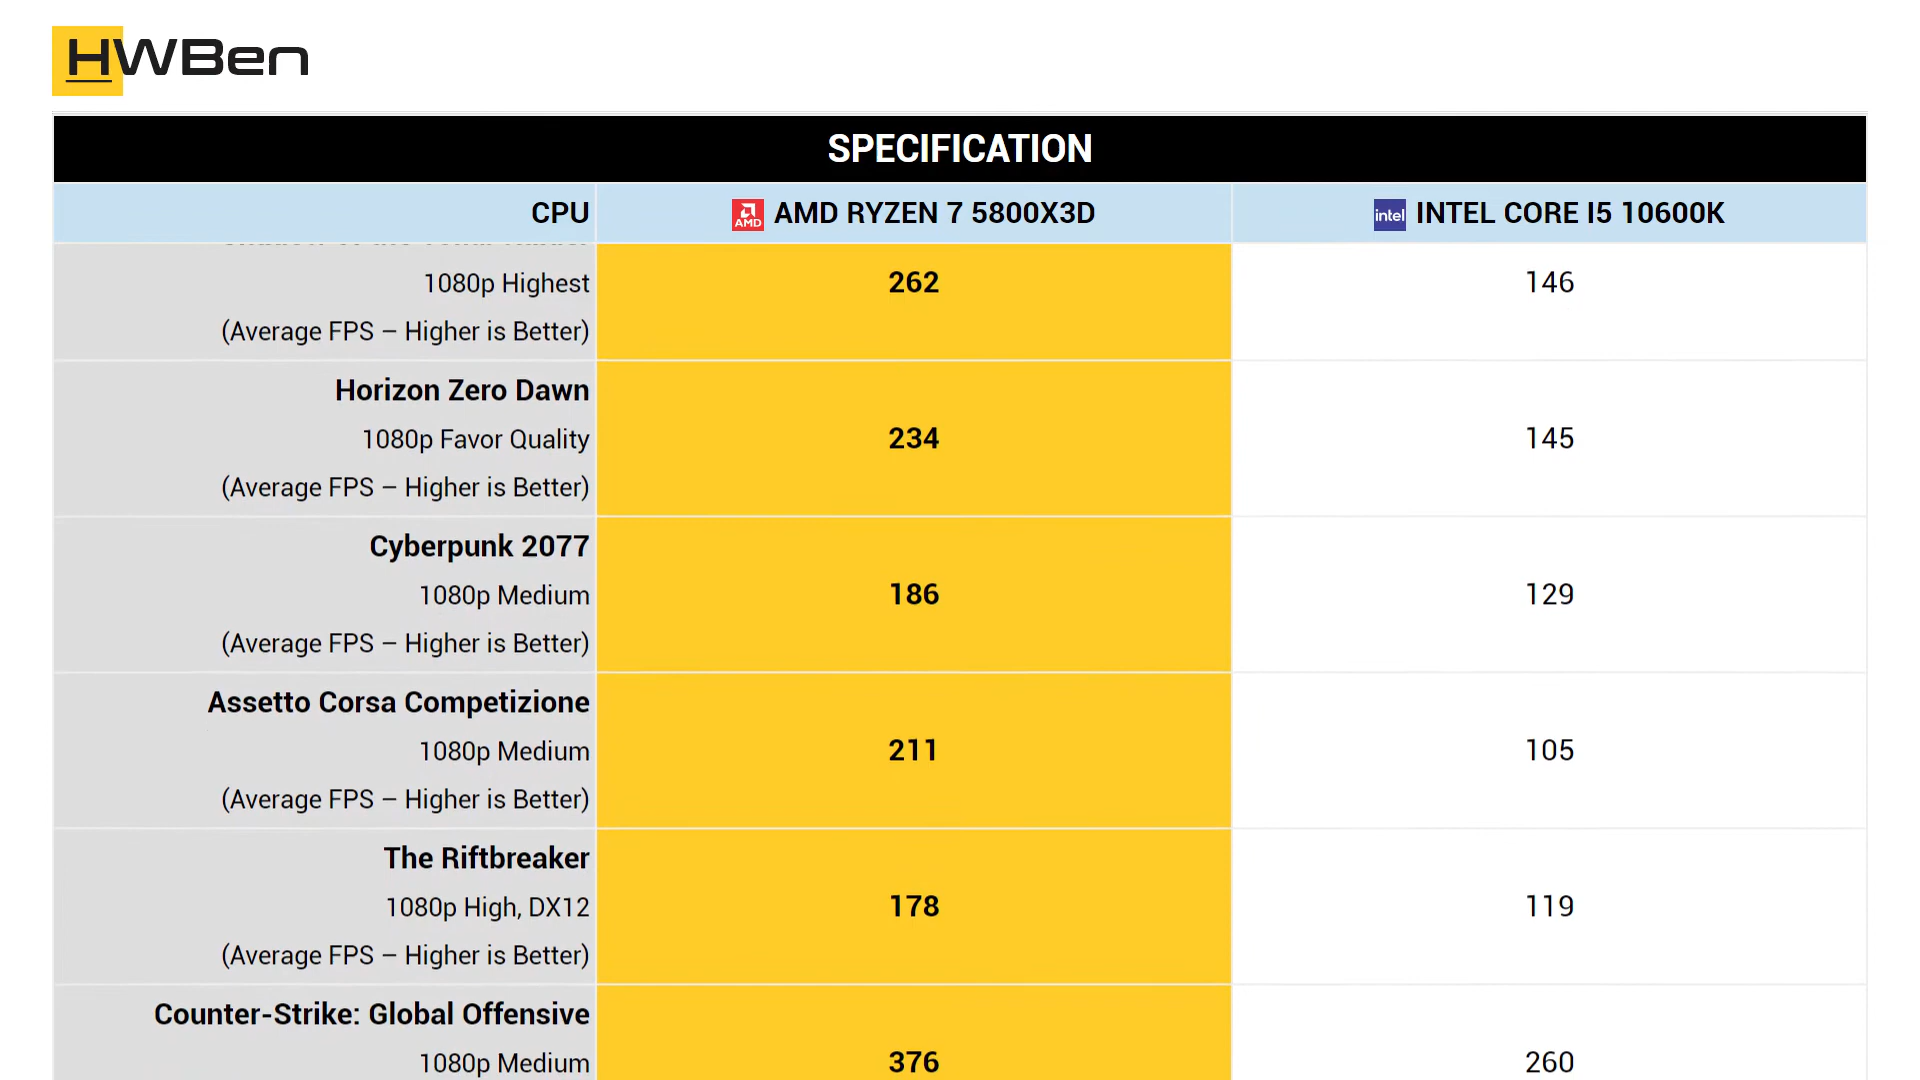 HWBen
SPECIFICATION
CPU AMD AMD RYZEN 7 5800X3D intel INTEL CORE I5 10600K
1080p Highest 262 146
(Average FPS – Higher is Better)
Horizon Zero Dawn
1080p Favor Quality 234 145
(Average FPS – Higher is Better)
Cyberpunk 2077
1080p Medium 186 129
(Average FPS – Higher is Better)
Assetto Corsa Competizione
1080p Medium 211 105
(Average FPS – Higher is Better)
The Riftbreaker
1080p High, DX12 178 119
(Average FPS – Higher is Better)
Counter-Strike: Global Offensive
1080p Medium 376 260